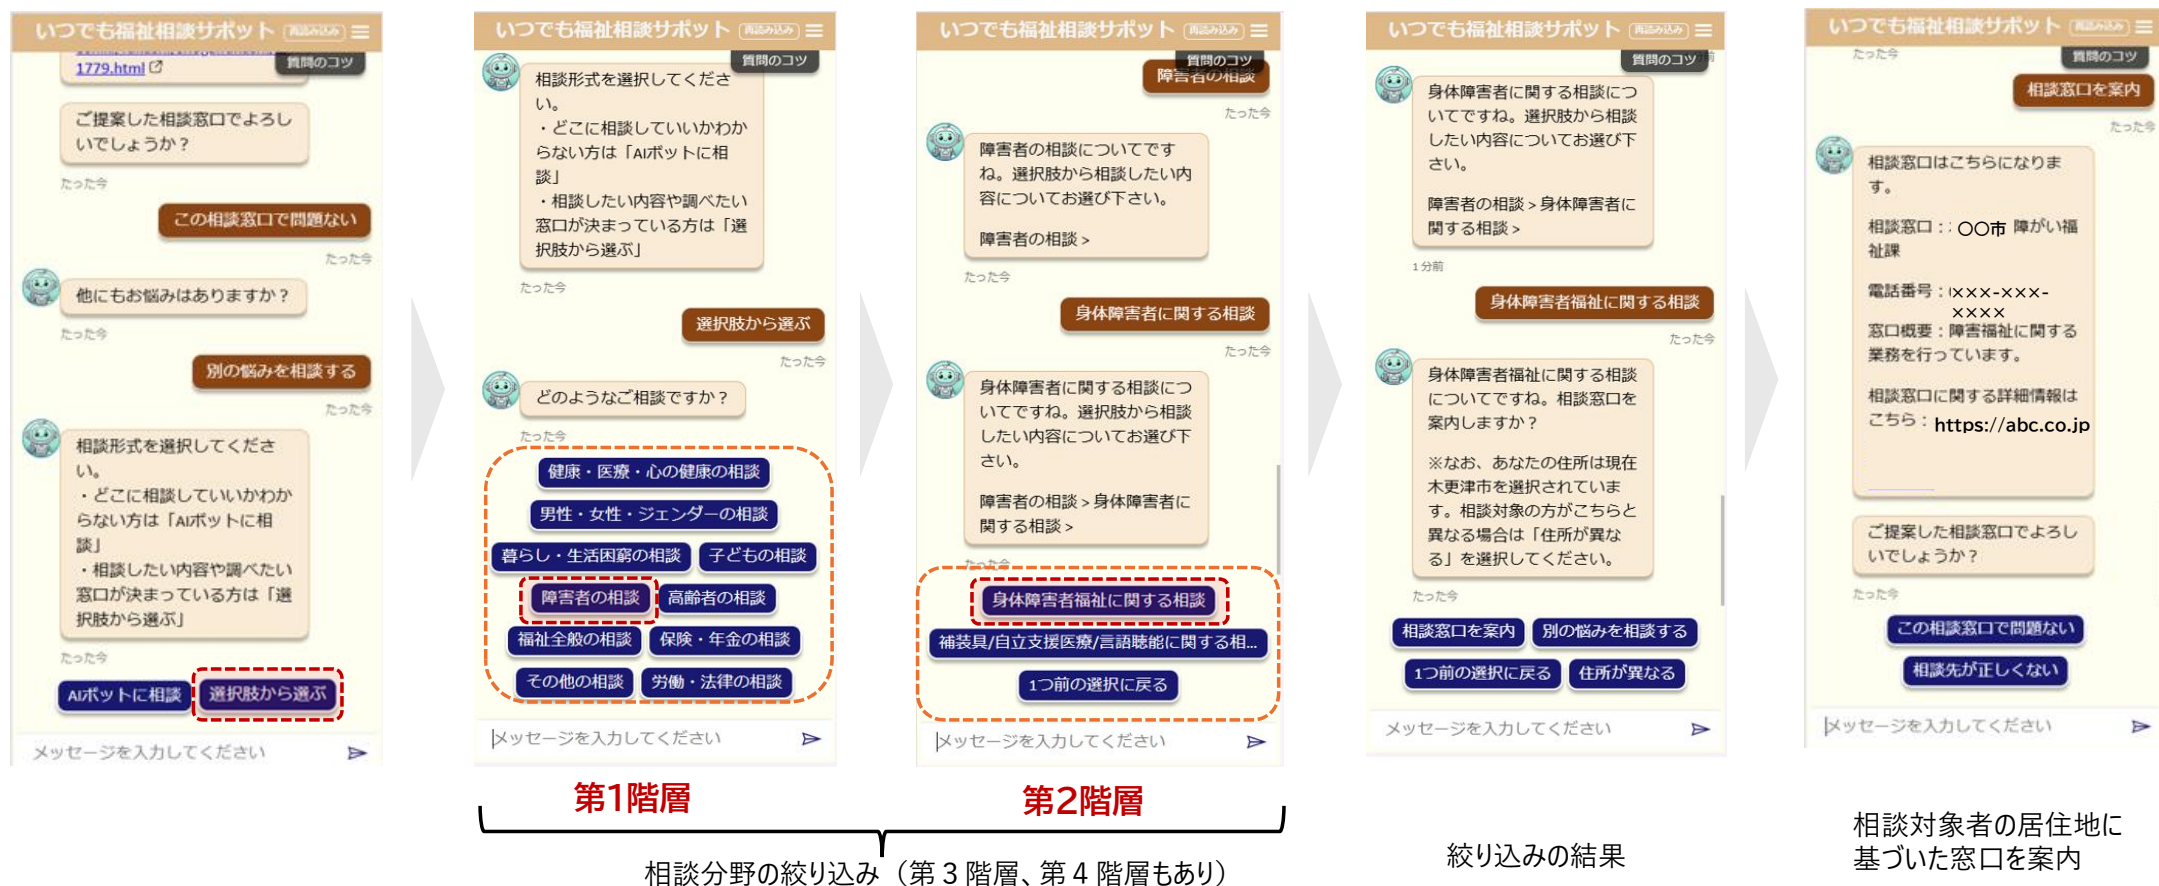 いつでも福祉相談サポット 再読み込み
1779.html
質問のコツ
ご提案した相談窓口でよろし
いでしょうか？
たった今
この相談窓口で問題ない
たった今
他にもお悩みはありますか？
たった今
別の悩みを相談する
たった今
相談形式を選択してくださ
い。
・どこに相談していいかわか
らない方は「AIボットに相
談」
・相談したい内容や調べたい
窓口が決まっている方は「選
択肢から選ぶ」
たった今
AIボットに相談
選択肢から選ぶ
メッセージを入力してください
いつでも福祉相談サポット 再読み込み
質問のコツ
相談形式を選択してくださ
い。
・どこに相談していいかわか
らない方は「AIボットに相
談」
・相談したい内容や調べたい
窓口が決まっている方は「選
択肢から選ぶ」
たった今
選択肢から選ぶ
たった今
どのようなご相談ですか？
たった今
健康・医療・心の健康の相談
男性・女性・ジェンダーの相談
暮らし・生活困窮の相談 子どもの相談
障害者の相談 高齢者の相談
福祉全般の相談 保険・年金の相談
その他の相談 労働・法律の相談
メッセージを入力してください
第1階層
いつでも福祉相談サポット 再読み込み
質問のコツ
障害者の相談
たった今
障害者の相談についてです
ね。選択肢から相談したい内
容についてお選び下さい。
障害者の相談＞
たった今
身体障害者に関する相談
たった今
身体障害者に関する相談につ
いてですね。選択肢から相談
したい内容についてお選び下
さい。
障害者の相談＞身体障害者に
関する相談＞
たった今
身体障害者福祉に関する相談
補装具/自立支援医療/言語聴能に関する相...
1つ前の選択に戻る
メッセージを入力してください
第2階層
相談分野の絞り込み（第３階層、第４階層もあり）
いつでも福祉相談サポット 再読み込み
質問のコツ
身体障害者に関する相談につ
いてですね。選択肢から相談
したい内容についてお選び下
さい。
障害者の相談＞身体障害者に
関する相談＞
1分前
身体障害者福祉に関する相談
たった今
身体障害者福祉に関する相談
についてですね。相談窓口を
案内しますか？
※なお、あなたの住所は現在
木更津市を選択されていま
す。相談対象の方がこちらと
異なる場合は「住所が異な
る」を選択してください。
たった今
相談窓口を案内 別の悩みを相談する
1つ前の選択に戻る 住所が異なる
メッセージを入力してください
絞り込みの結果
いつでも福祉相談サポット 再読み込み
たった今
質問のコツ
相談窓口を案内
たった今
相談窓口はこちらになりま
す。
相談窓口：〇〇市 障がい福
祉課
電話番号：×××-×××-
××××
窓口概要：障害福祉に関する
業務を行っています。
相談窓口に関する詳細情報は
こちら：https://abc.co.jp
ご提案した相談窓口でよろし
いでしょうか？
たった今
この相談窓口で問題ない
相談先が正しくない
メッセージを入力してください
相談対象者の居住地に
基づいた窓口を案内